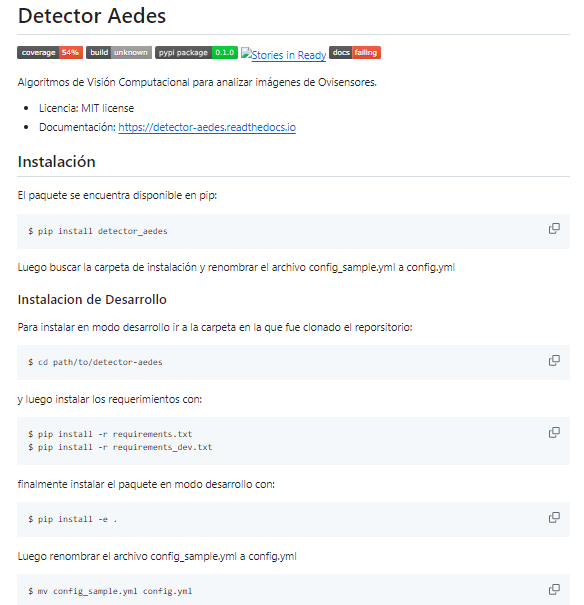 Detector Aedes
coverage 54% build unknown pypi package 0.1.0 Stories in Ready docs failing
Algoritmos de Visión Computacional para analizar imágenes de Ovisensores.
Licencia: MIT license
Documentación: https://detector-aedes.readthedocs.io
Instalación
El paquete se encuentra disponible en pip:
$ pip install detector_aedes
Luego buscar la carpeta de instalación y renombrar el archivo config_sample.yml a config.yml
Instalacion de Desarrollo
Para instalar en modo desarrollo ir a la carpeta en la que fue clonado el reporsitorio:
$ cd path/to/detector-aedes
y luego instalar los requerimientos con:
$ pip install -r requirements.txt
$ pip install -r requirements_dev.txt
finalmente instalar el paquete en modo desarrollo con:
$ pip install -e .
Luego renombrar el archivo config_sample.yml a config.yml
$ mv config_sample.yml config.yml